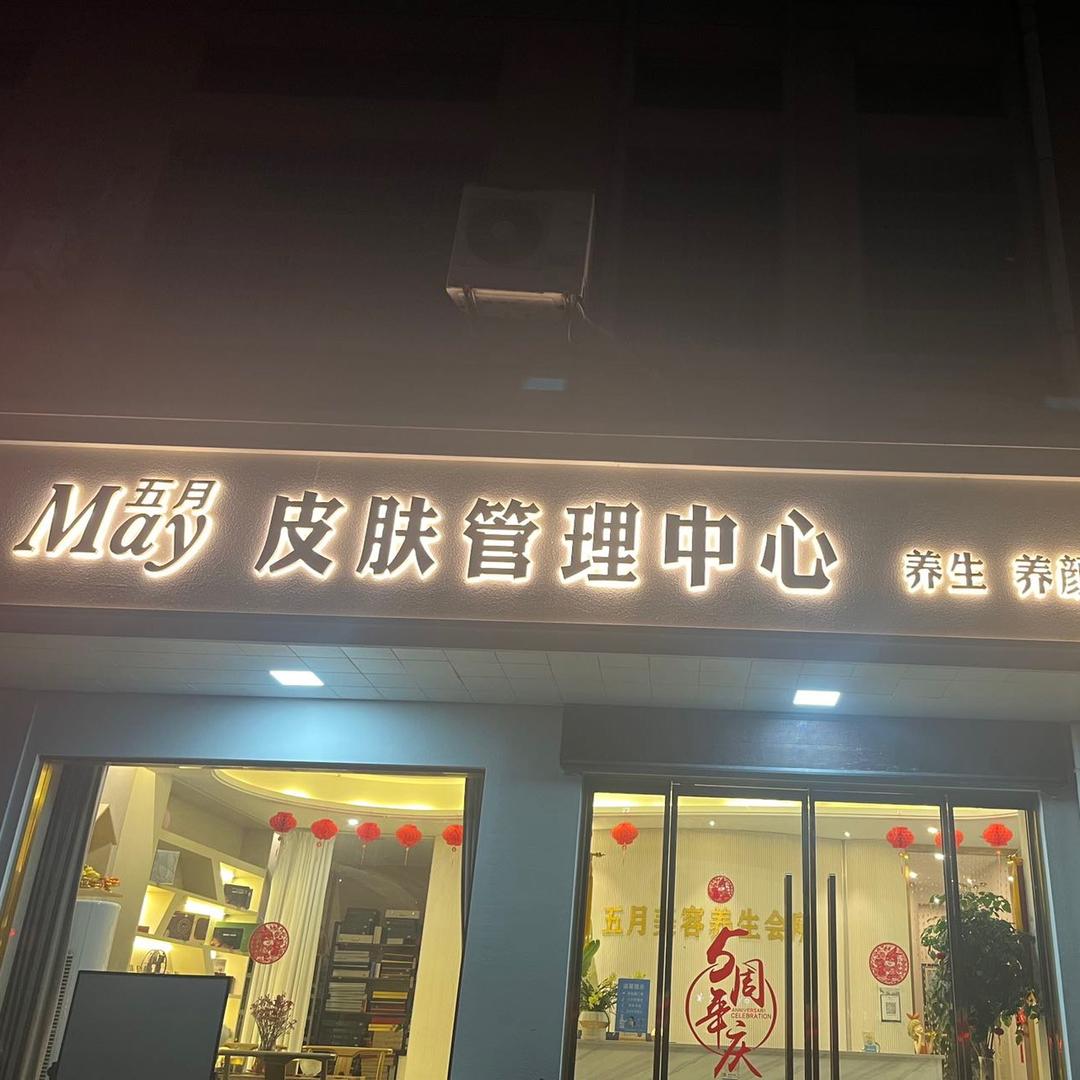 五月
May 皮肤管理中心 养生 养颜
五月美容养生会
5周年庆
ANNIVERSARY
CELEBRATION